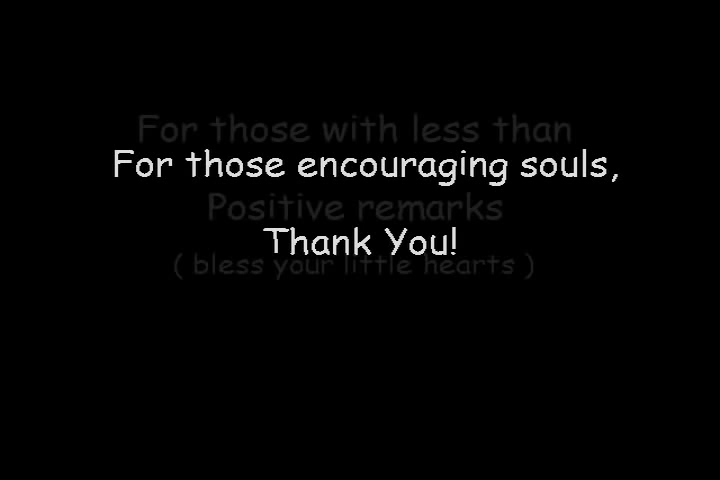 For those with less than
For those encouraging souls,
Positive remarks
Thank You!
( bless your little hearts )